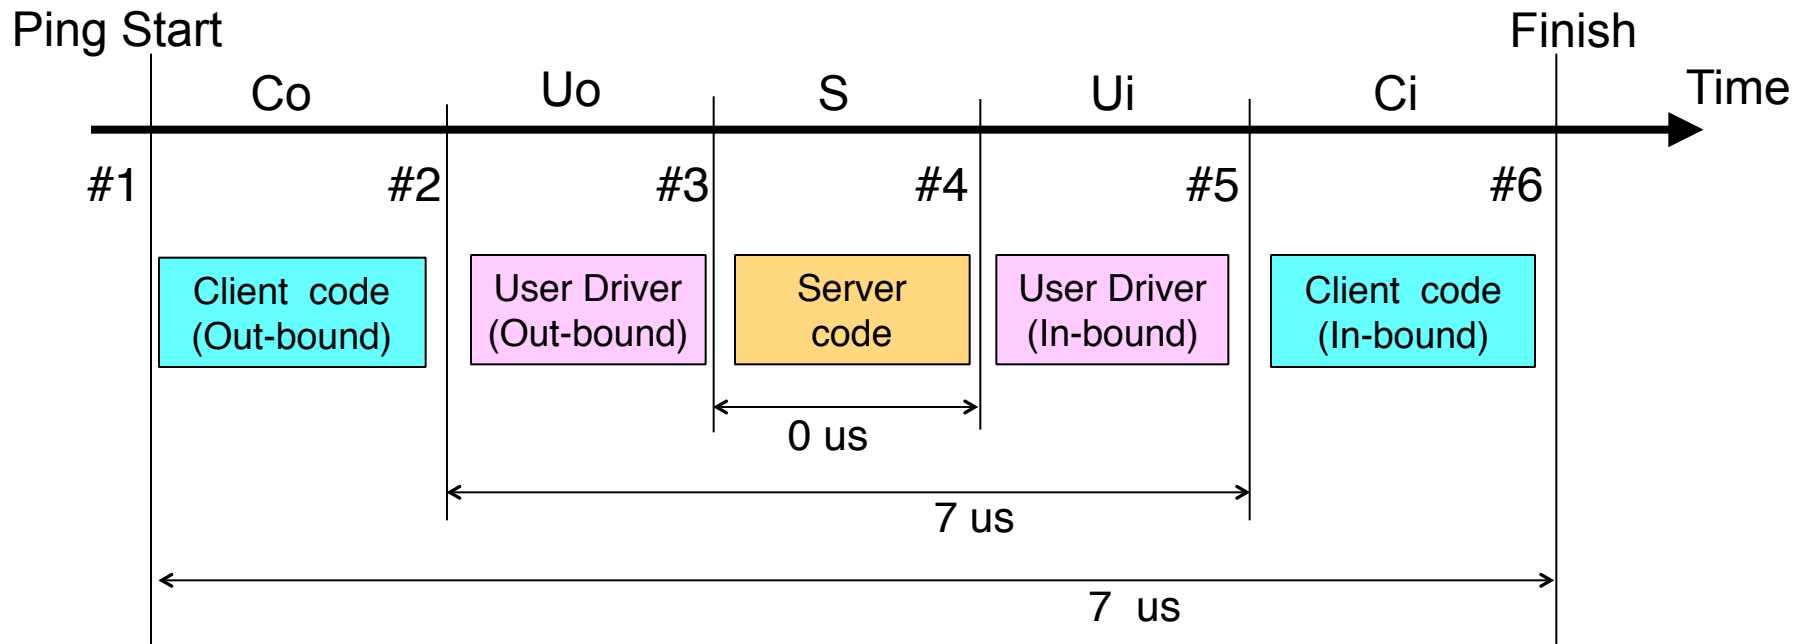 Ping Start
Finish
Co
Uo
S
Ui
Ci
Time
#1
#2
#3
#4
#5
#6
Client code
(Out-bound)
User Driver
(Out-bound)
Server
code
User Driver
(In-bound)
Client code
(In-bound)
0 us
7 us
7 us